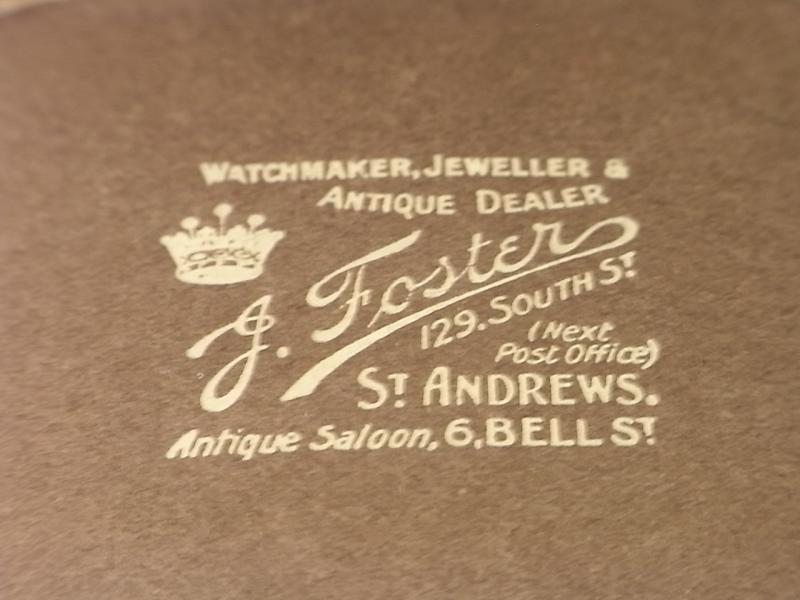 WATCHMAKER, JEWELLER &
ANTIQUE DEALER
J. Foster
129. SOUTH ST
(Next
Post Office)
ST ANDREWS.
Antique Saloon, 6, BELL ST